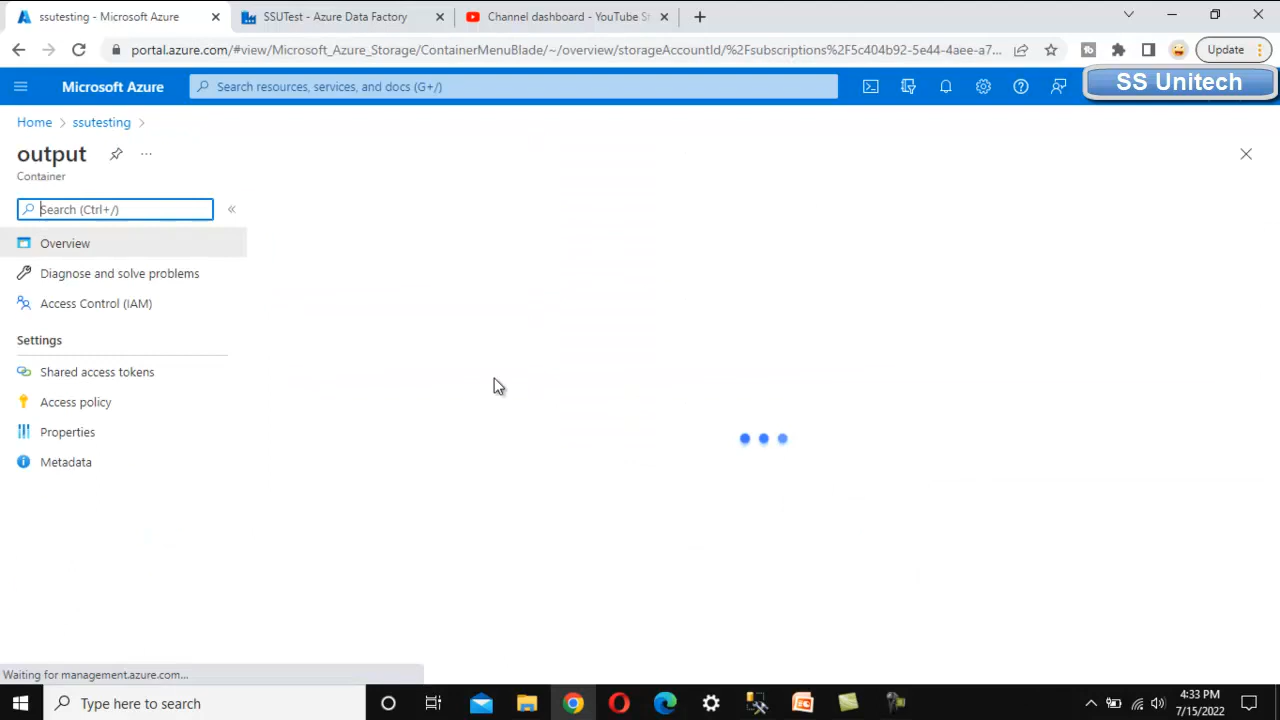 ssutesting - Microsoft Azure
SSUTest - Azure Data Factory
Channel dashboard - YouTube St
portal.azure.com/#view/Microsoft_Azure_Storage/ContainerMenuBlade/~/overview/storageAccountId/%2Fsubscriptions%2F5c404b92-5e44-4aee-a7...
Update
Microsoft Azure
Search resources, services, and docs (G+/)
SS Unitech
Home > ssutesting >
output
Container
Search (Ctrl+/)
Overview
Diagnose and solve problems
Access Control (IAM)
Settings
Shared access tokens
Access policy
Properties
Metadata
Waiting for management.azure.com...
Type here to search
4:33 PM
7/15/2022